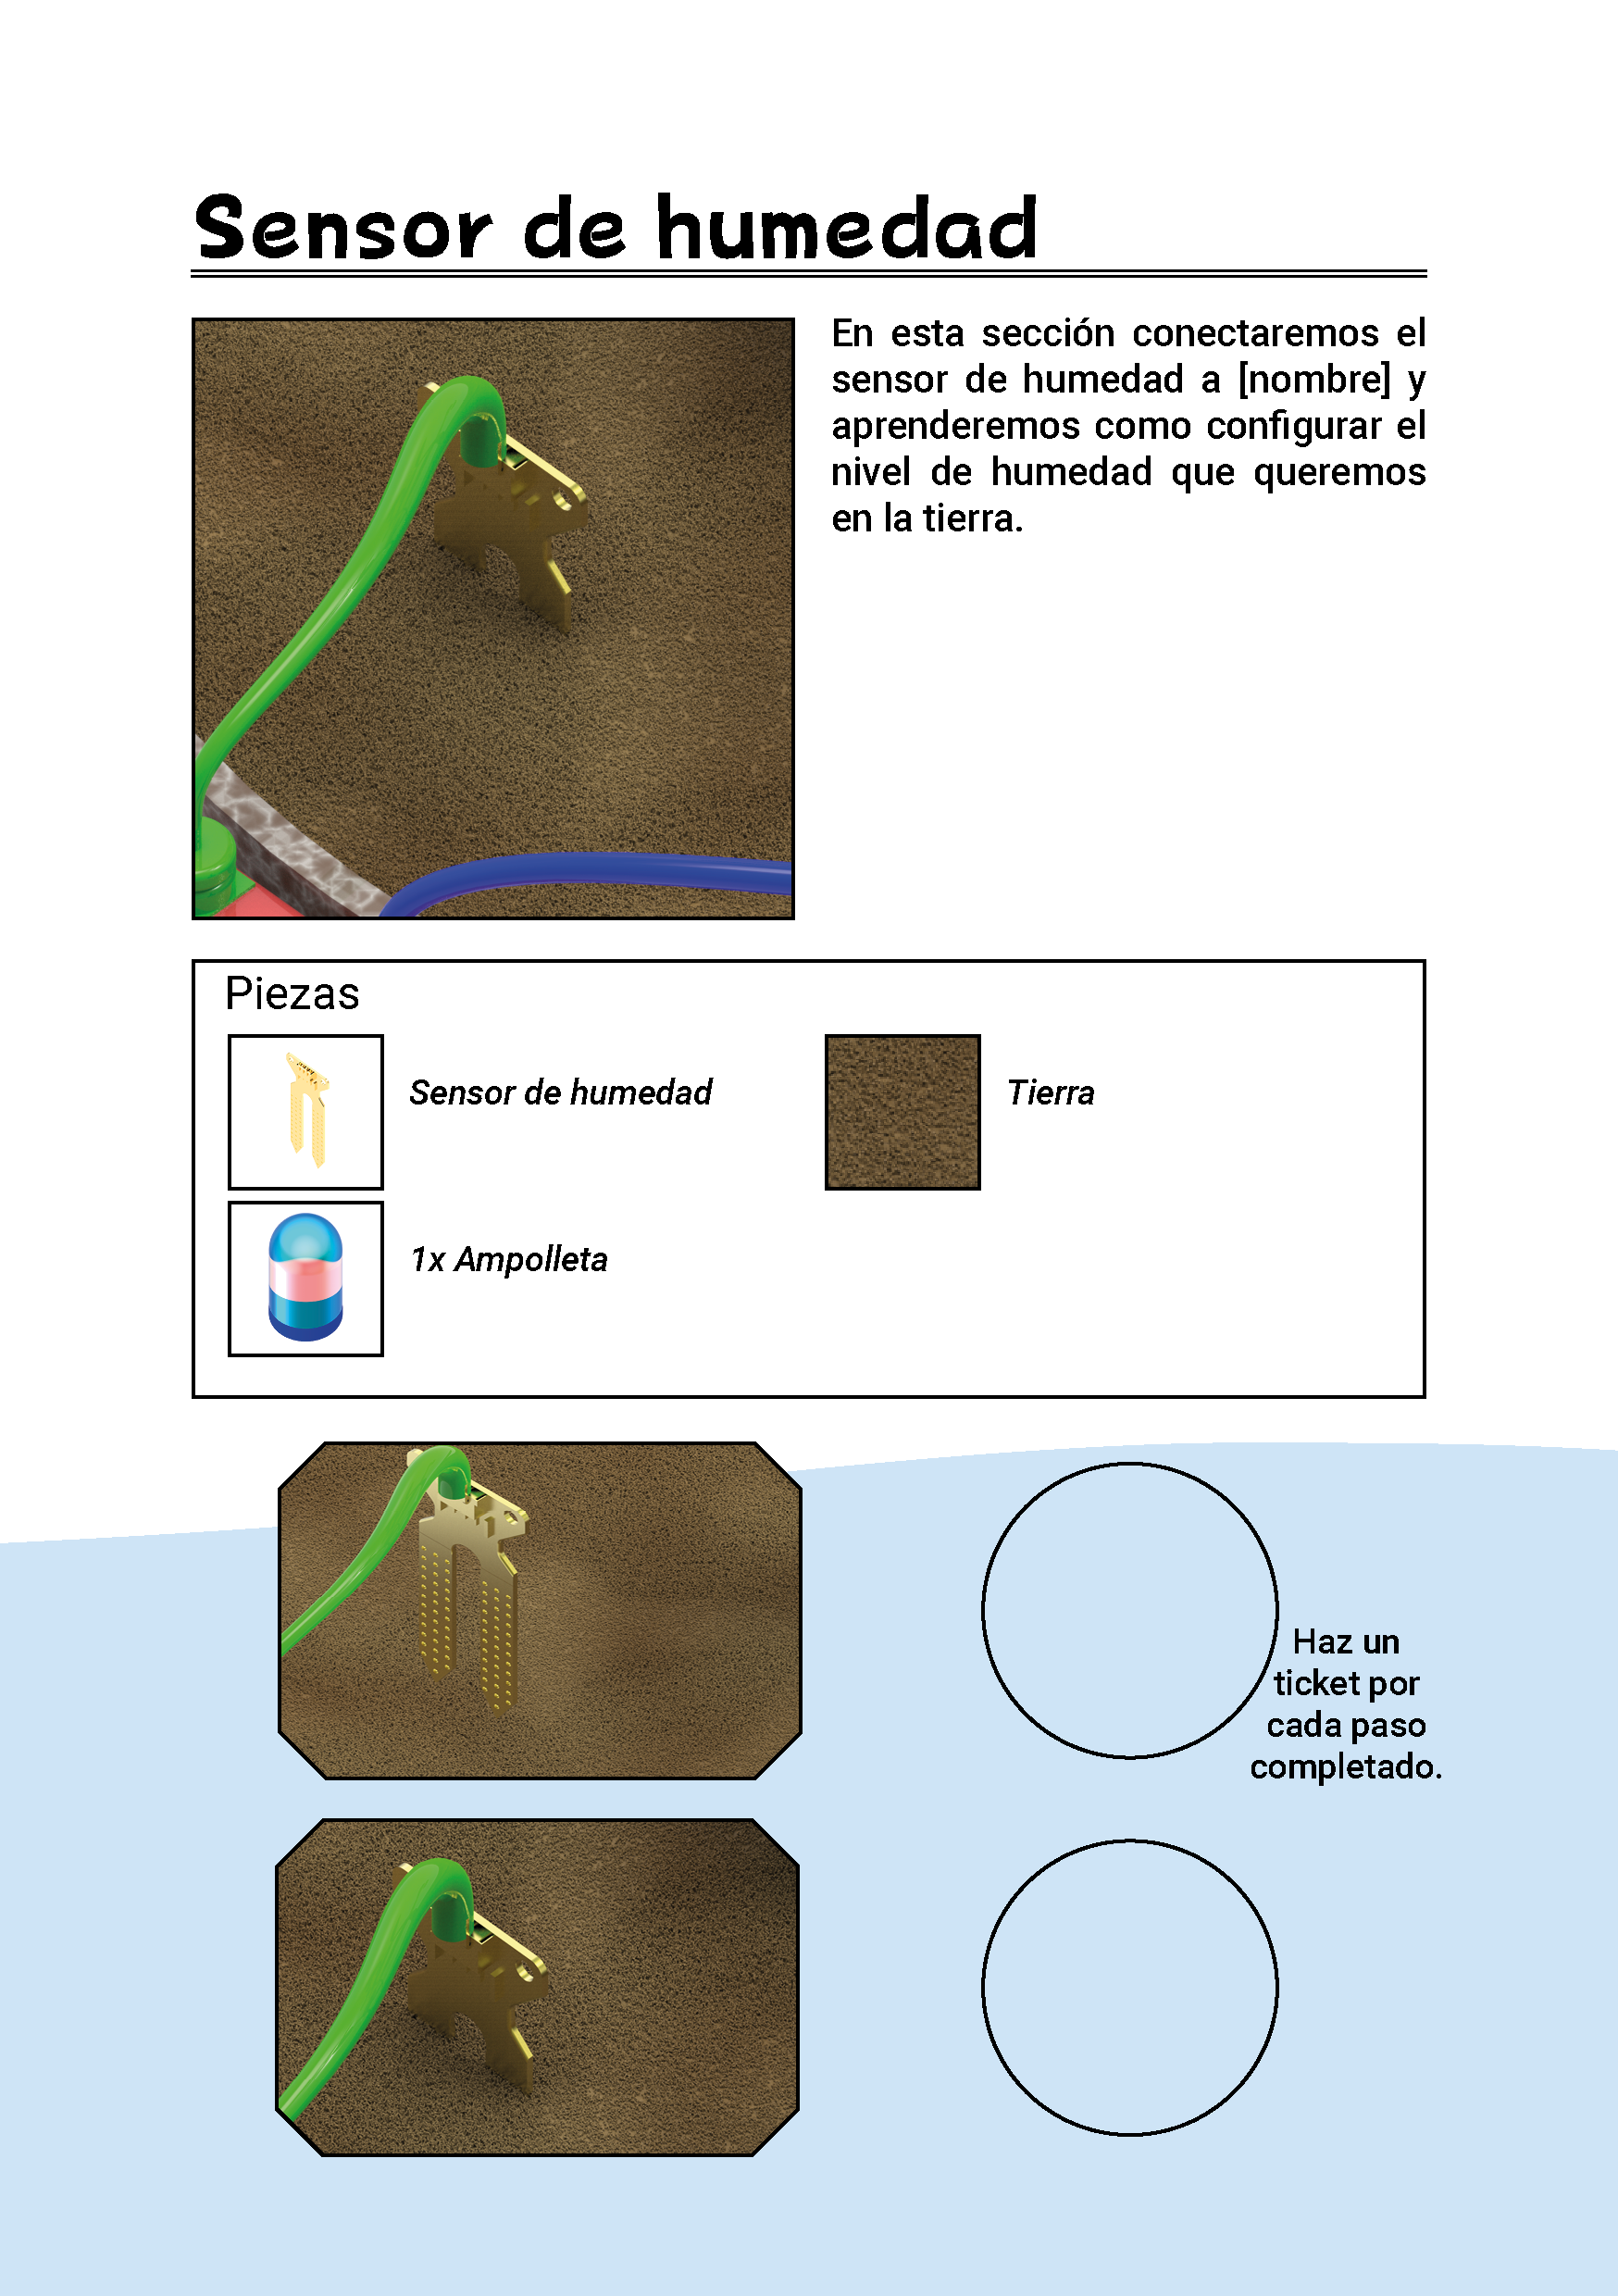 Sensor de humedad
En esta sección conectaremos el
sensor de humedad a [nombre] y
aprenderemos como configurar el
nivel de humedad que queremos
en la tierra.
Piezas
Sensor de humedad
Tierra
1x Ampolleta
Haz un
ticket por
cada paso
completado.